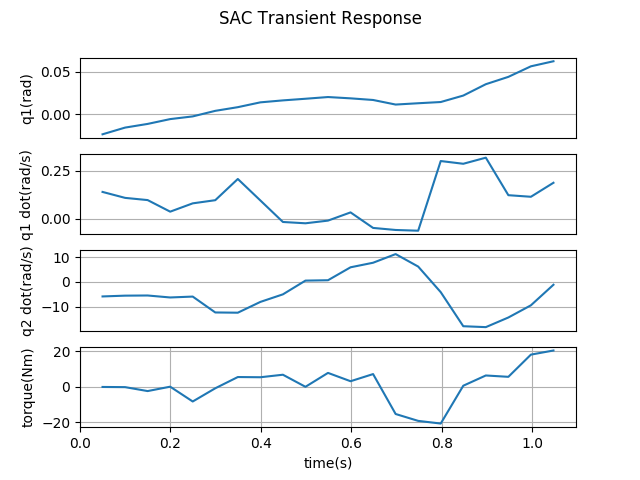 SAC Transient Response
q1(rad)
0.05
0.00
q1 dot(rad/s)
0.25
0.00
q2 dot(rad/s)
10
0
−10
torque(Nm)
20
0
−20
0.0 0.2 0.4 0.6 0.8 1.0
time(s)